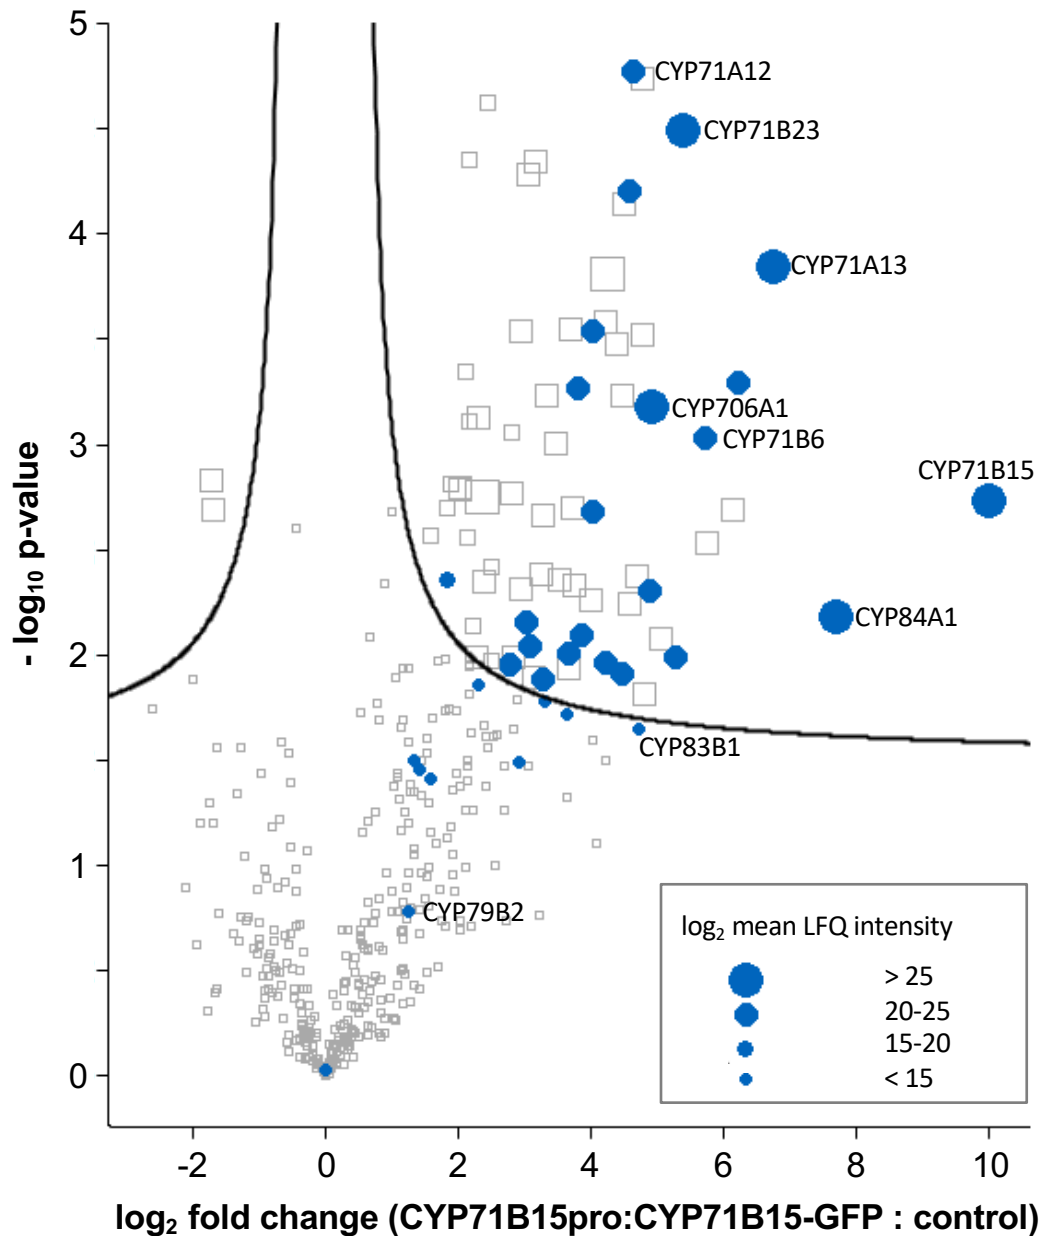 5
CYP71A12
CYP71B23
4
CYP71A13
CYP706A1
3
CYP71B6
CYP71B15
CYP84A1
2
CYP83B1
1
CYP79B2
log₂ mean LFQ intensity
> 25
20-25
15-20
< 15
0
- log₁₀ p-value
-2 0 2 4 6 8 10
log₂ fold change (CYP71B15pro:CYP71B15-GFP : control)